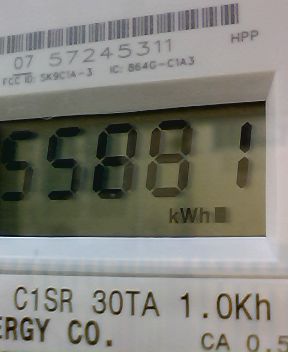 07 57245311 HPP
FCC ID: SK9C1A-3 IC: 864G-C1A3
55881
kWh
C1SR 30TA 1.0Kh
ERGY CO. CA 0.5